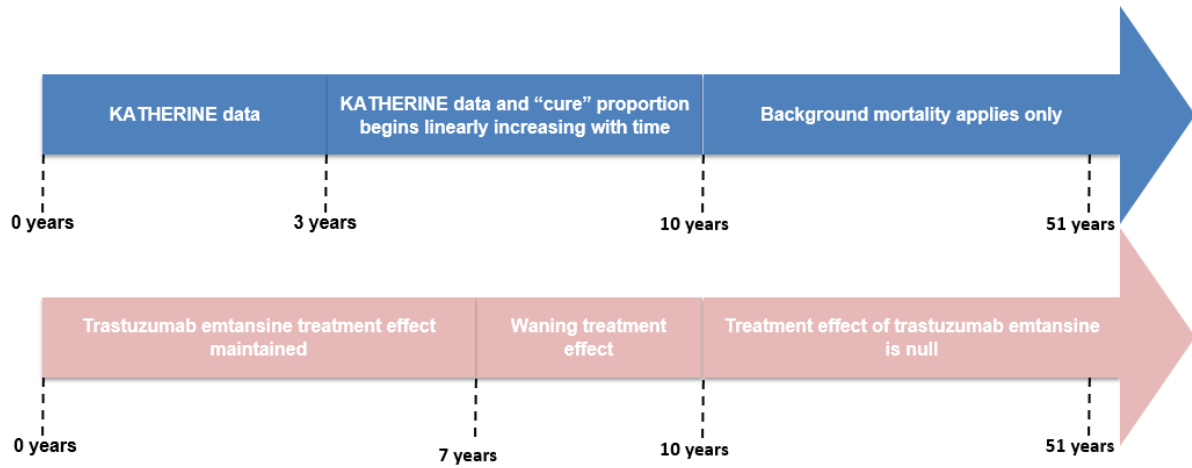 KATHERINE data
KATHERINE data and “cure” proportion
begins linearly increasing with time
Background mortality applies only
0 years
3 years
10 years
51 years
Trastuzumab emtansine treatment effect
maintained
Waning treatment
effect
Treatment effect of trastuzumab emtansine
is null
0 years
7 years
10 years
51 years